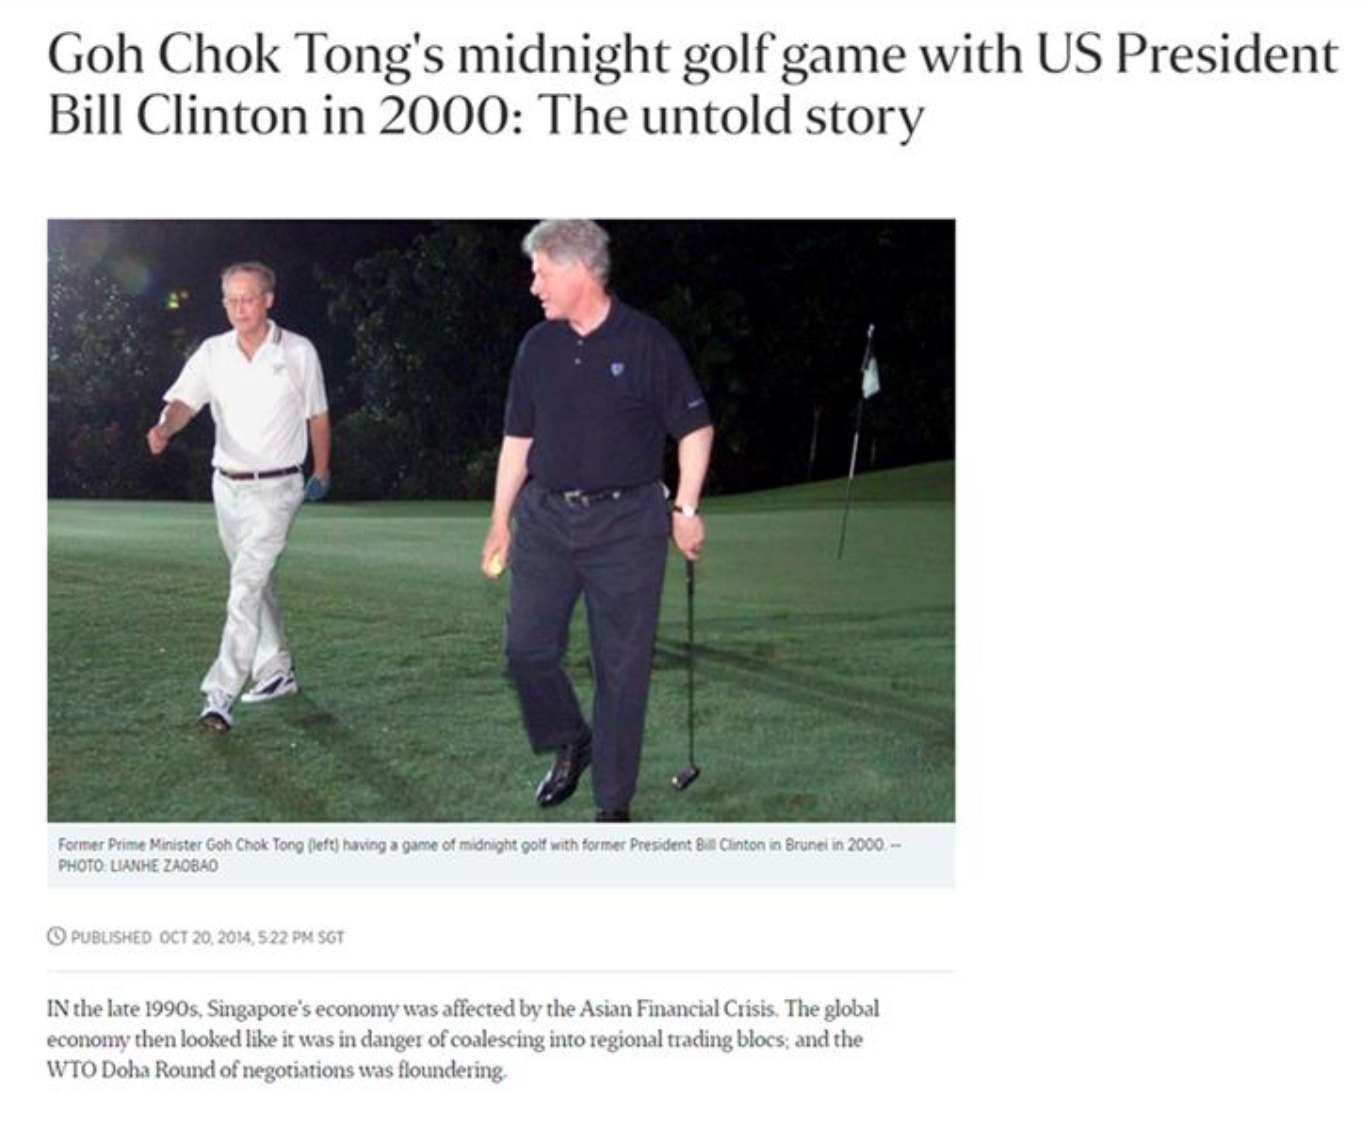 Goh Chok Tong's midnight golf game with US President
Bill Clinton in 2000: The untold story
Former Prime Minister Goh Chok Tong (left) having a game of midnight golf with former President Bill Clinton in Brunei in 2000. --
PHOTO: LIANHE ZAOBAO
PUBLISHED OCT 20, 2014, 5:22 PM SGT
IN the late 1990s, Singapore's economy was affected by the Asian Financial Crisis. The global
economy then looked like it was in danger of coalescing into regional trading blocs; and the
WTO Doha Round of negotiations was floundering.